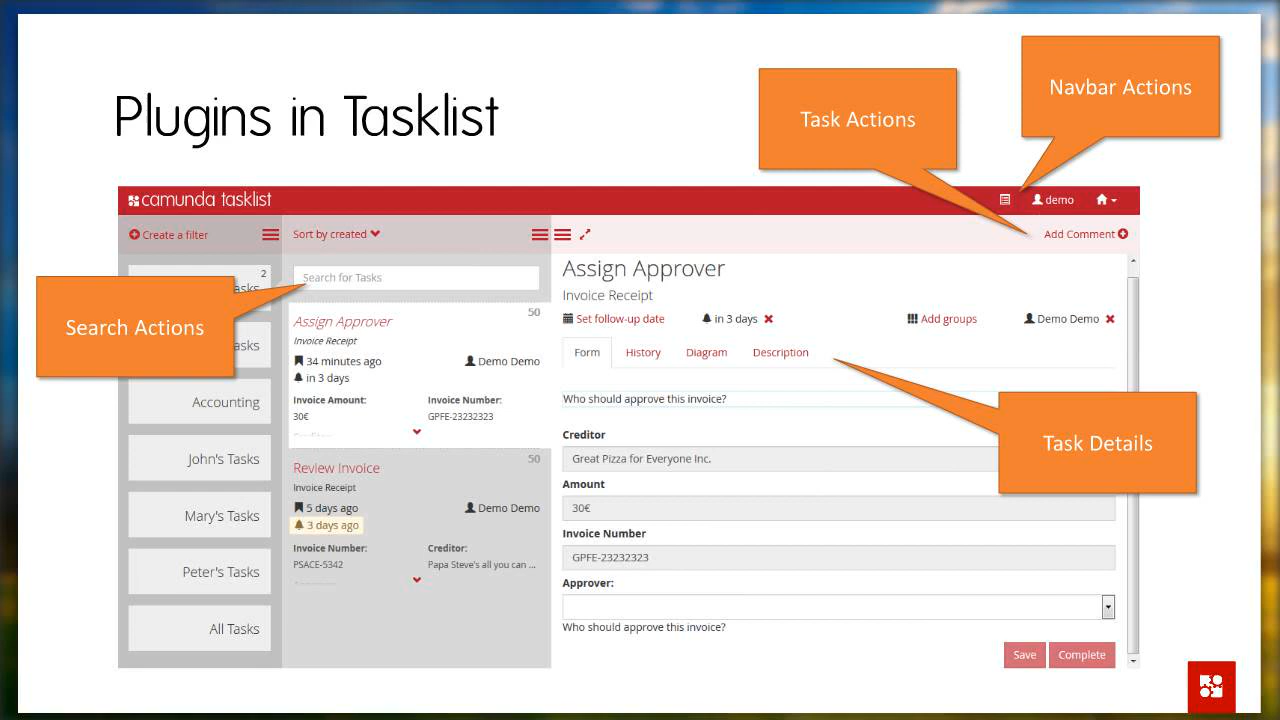 Plugins in Tasklist
Navbar Actions
Task Actions
Search Actions
Task Details
camunda tasklist
demo
Create a filter
Sort by created
Add Comment
2
asks
asks
Accounting
John's Tasks
Mary's Tasks
Peter's Tasks
All Tasks
Search for Tasks
50
Assign Approver
Invoice Receipt
34 minutes ago Demo Demo
in 3 days
Invoice Amount: Invoice Number:
30€ GPFE-23232323
50
Review Invoice
Invoice Receipt
5 days ago Demo Demo
3 days ago
Invoice Number: Creditor:
PSACE-5342 Papa Steve's all you can ...
Assign Approver
Invoice Receipt
Set follow-up date in 3 days Add groups Demo Demo
Form History Diagram Description
Who should approve this invoice?
Creditor
Great Pizza for Everyone Inc.
Amount
30€
Invoice Number
GPFE-23232323
Approver:
Who should approve this invoice?
Save Complete